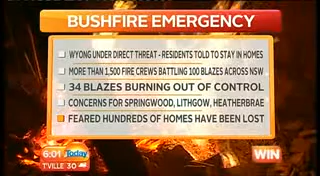 BUSHFIRE EMERGENCY
WYONG UNDER DIRECT THREAT - RESIDENTS TOLD TO STAY IN HOMES
MORE THAN 1,500 FIRE CREWS BATTLING 100 BLAZES ACROSS NSW
34 BLAZES BURNING OUT OF CONTROL
CONCERNS FOR SPRINGWOOD, LITHGOW, HEATHERBRAE
FEARED HUNDREDS OF HOMES HAVE BEEN LOST
6:01 Today
T'VILLE 30
WIN